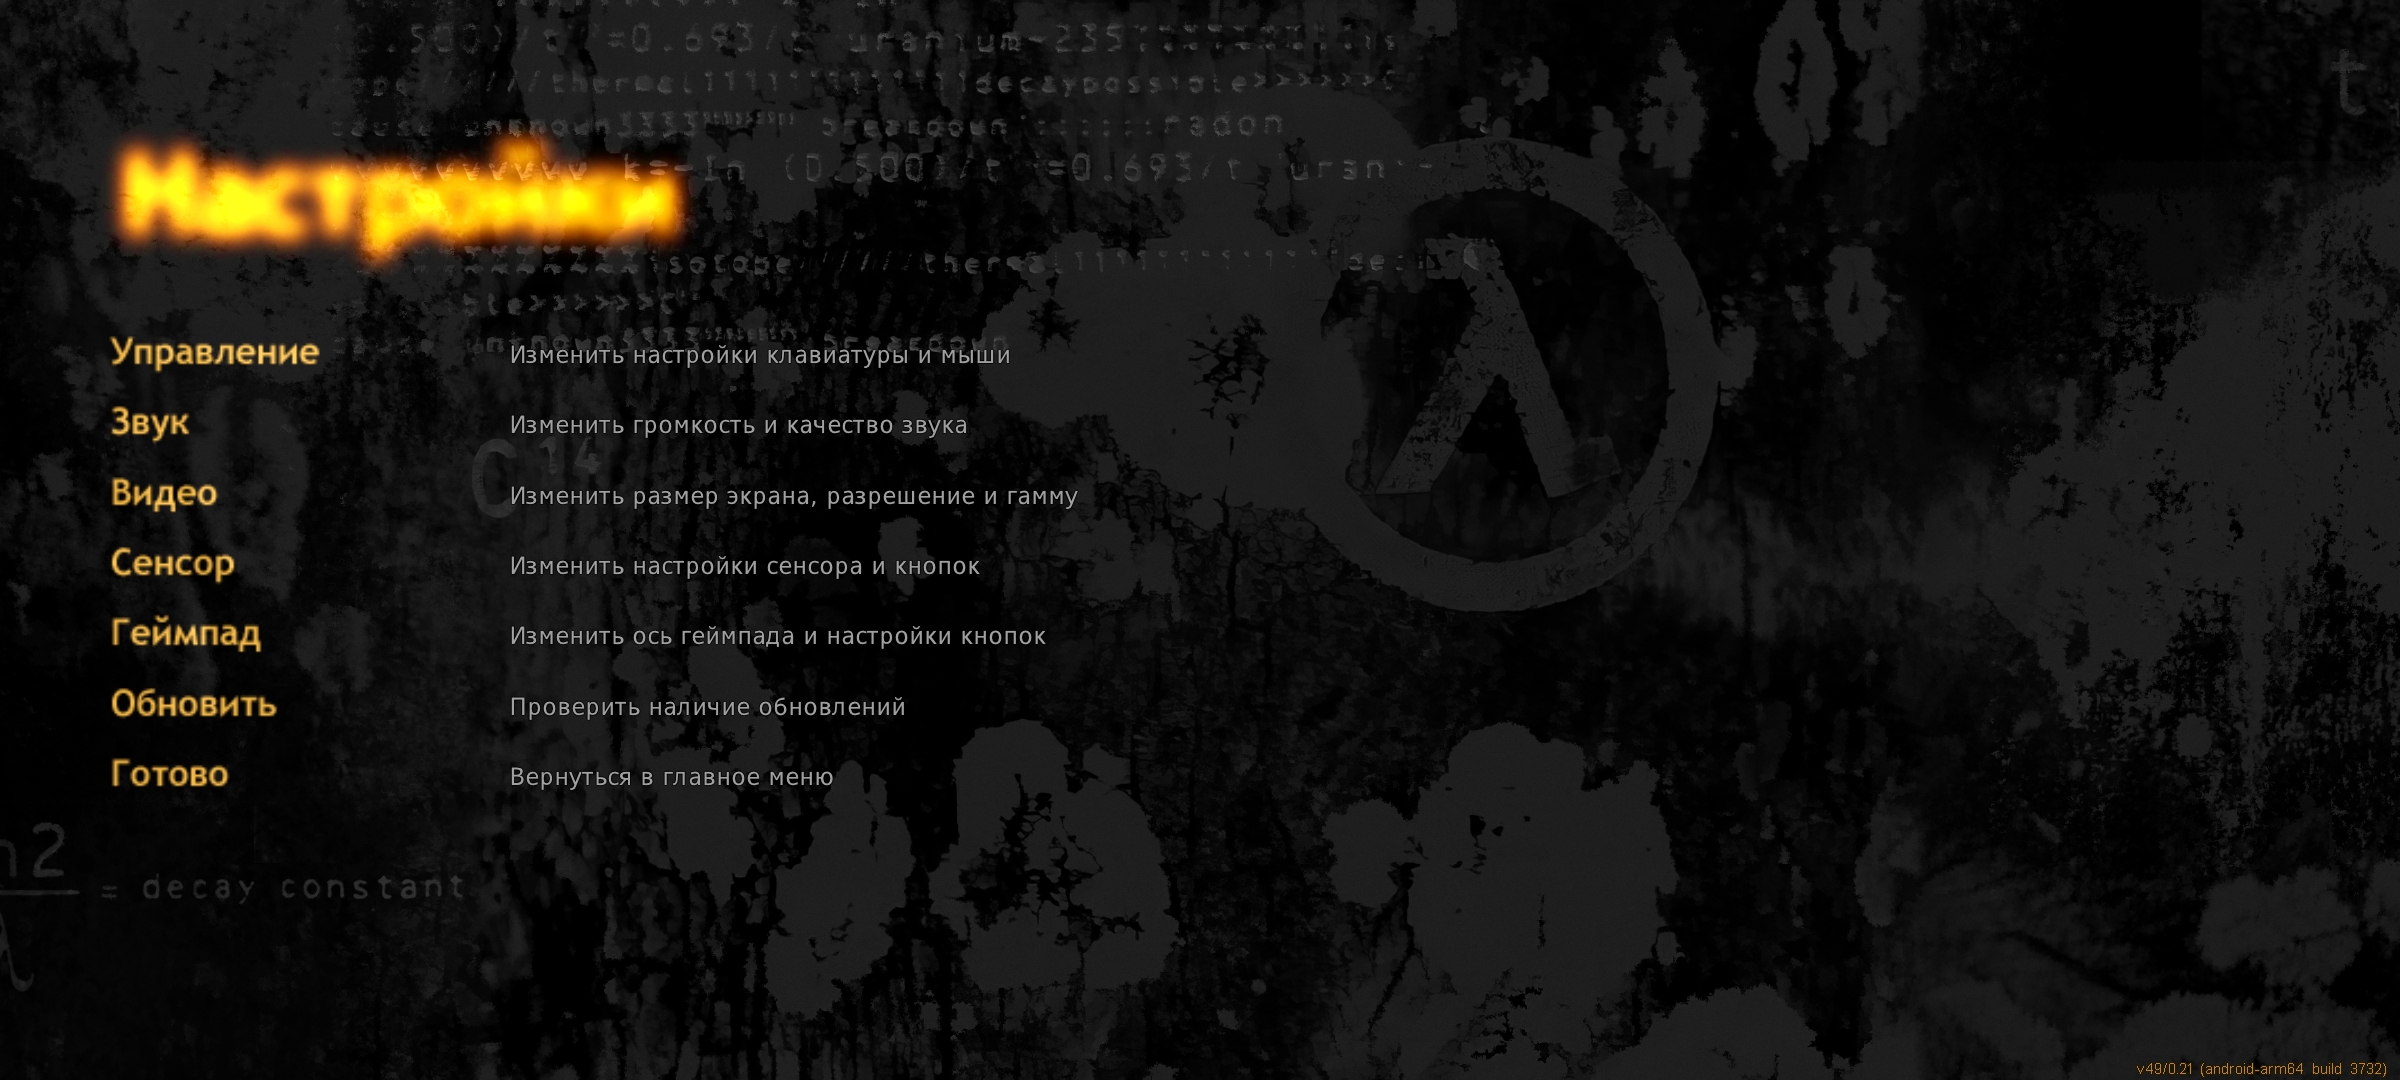 Настройки
Управление Изменить настройки клавиатуры и мыши
Звук Изменить громкость и качество звука
Видео Изменить размер экрана, разрешение и гамму
Сенсор Изменить настройки сенсора и кнопок
Геймпад Изменить ось геймпада и настройки кнопок
Обновить Проверить наличие обновлений
Готово Вернуться в главное меню
C 14
= decay constant
t
v49/0.21 (android-arm64 build 3732)